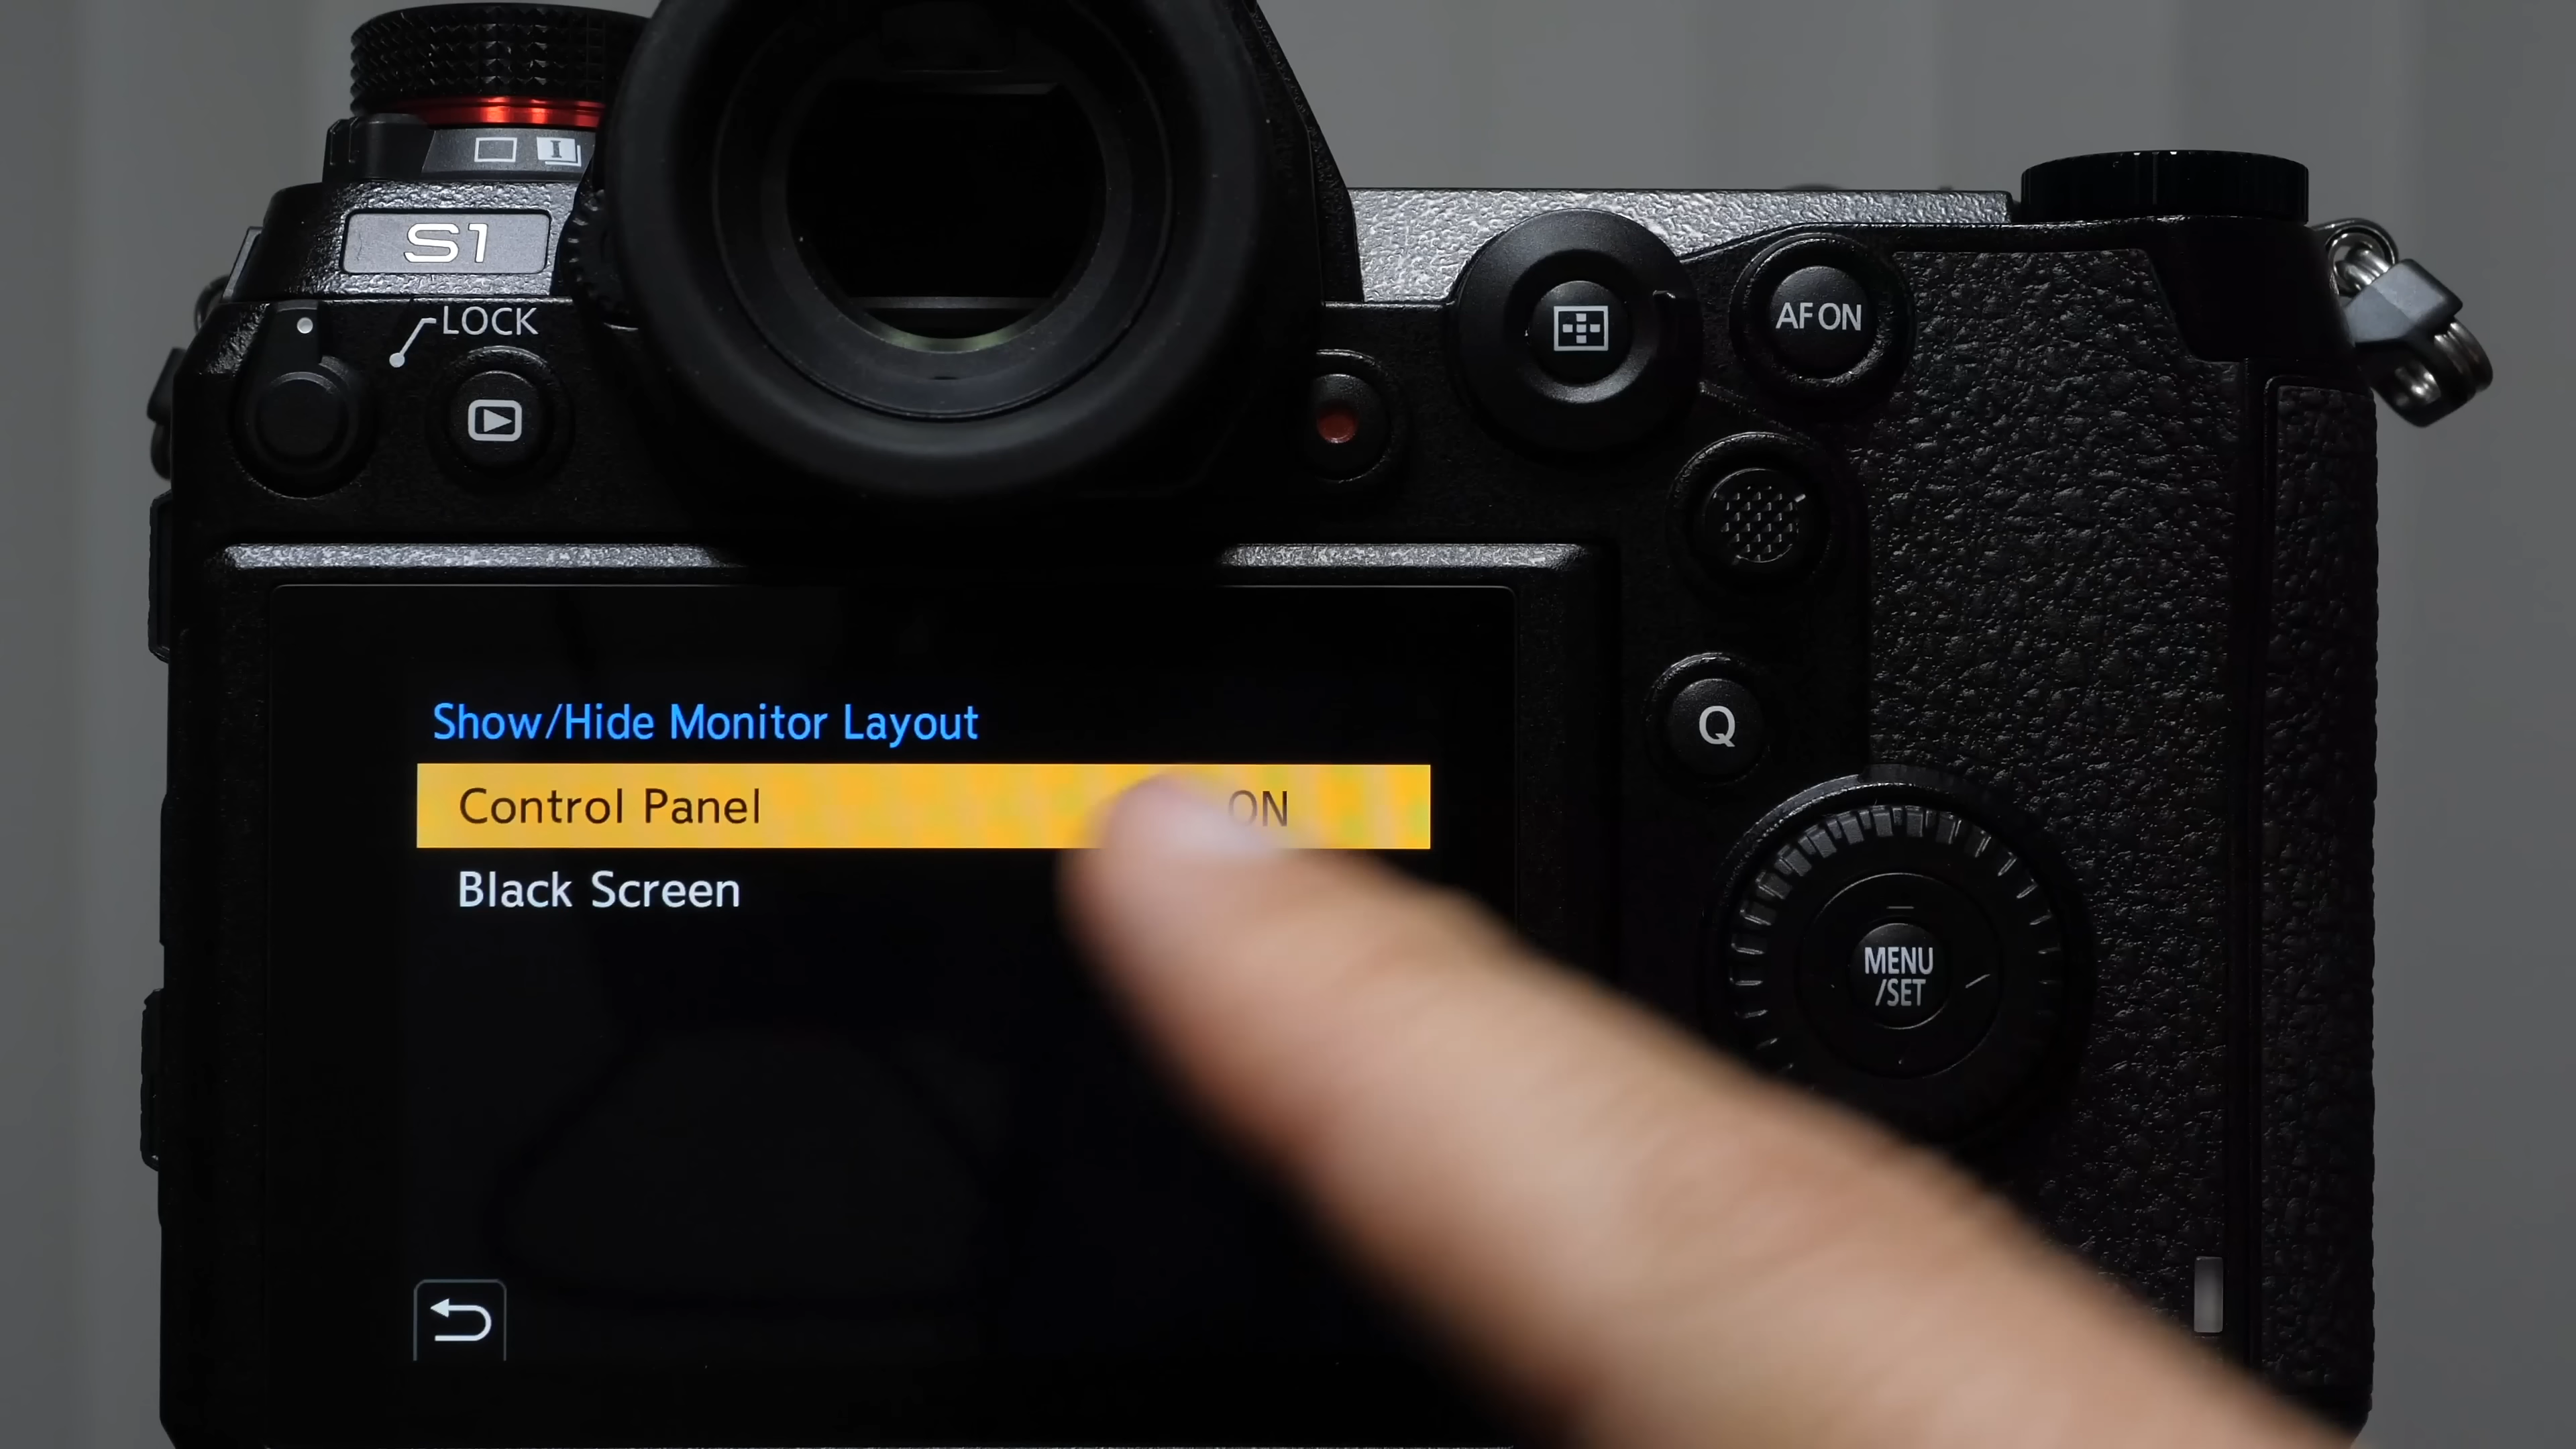 S1
LOCK
AF ON
Q
Show/Hide Monitor Layout
Control Panel ON
Black Screen
MENU
/SET